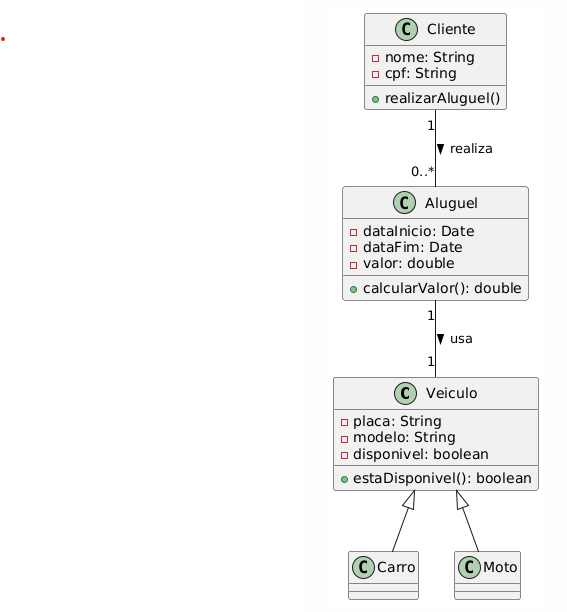 C Cliente
nome: String
cpf: String
realizarAluguel()
1
realiza
0..*
C Aluguel
dataInicio: Date
dataFim: Date
valor: double
calcularValor(): double
1
usa
1
C Veiculo
placa: String
modelo: String
disponivel: boolean
estaDisponivel(): boolean
C Carro
C Moto